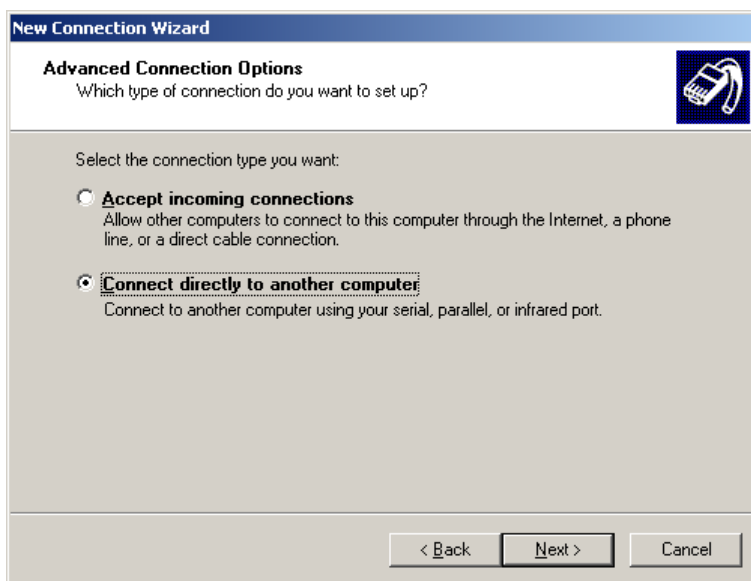 New Connection Wizard
Advanced Connection Options
Which type of connection do you want to set up?
Select the connection type you want:
Accept incoming connections
Allow other computers to connect to this computer through the Internet, a phone
line, or a direct cable connection.
Connect directly to another computer
Connect to another computer using your serial, parallel, or infrared port.
< Back Next > Cancel